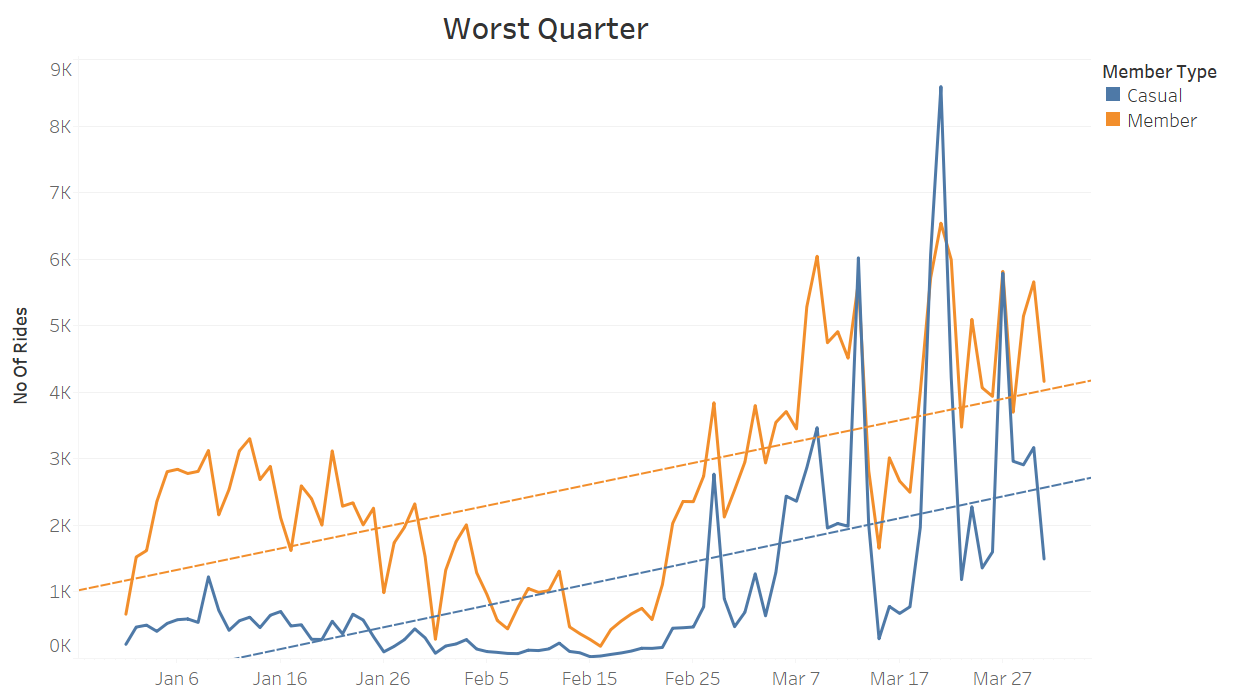 Worst Quarter
Member Type
Casual
Member
No Of Rides
9K
8K
7K
6K
5K
4K
3K
2K
1K
0K
Jan 6
Jan 16
Jan 26
Feb 5
Feb 15
Feb 25
Mar 7
Mar 17
Mar 27